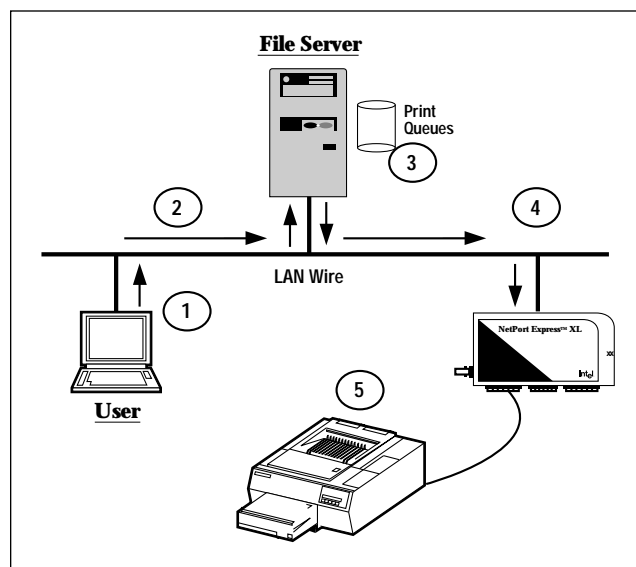 File Server
Print
Queues
3
2
4
LAN Wire
1
NetPort Express™ XL
intel
User
5